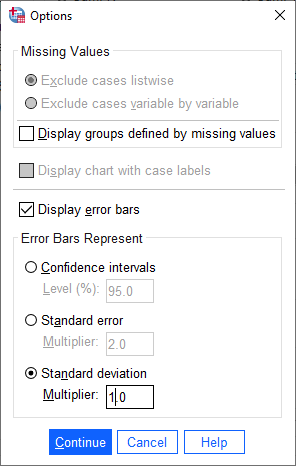 Options
Missing Values
Exclude cases listwise
Exclude cases variable by variable
Display groups defined by missing values
Display chart with case labels
Display error bars
Error Bars Represent
Confidence intervals
Level (%): 95.0
Standard error
Multiplier: 2.0
Standard deviation
Multiplier: 1.0
Continue Cancel Help